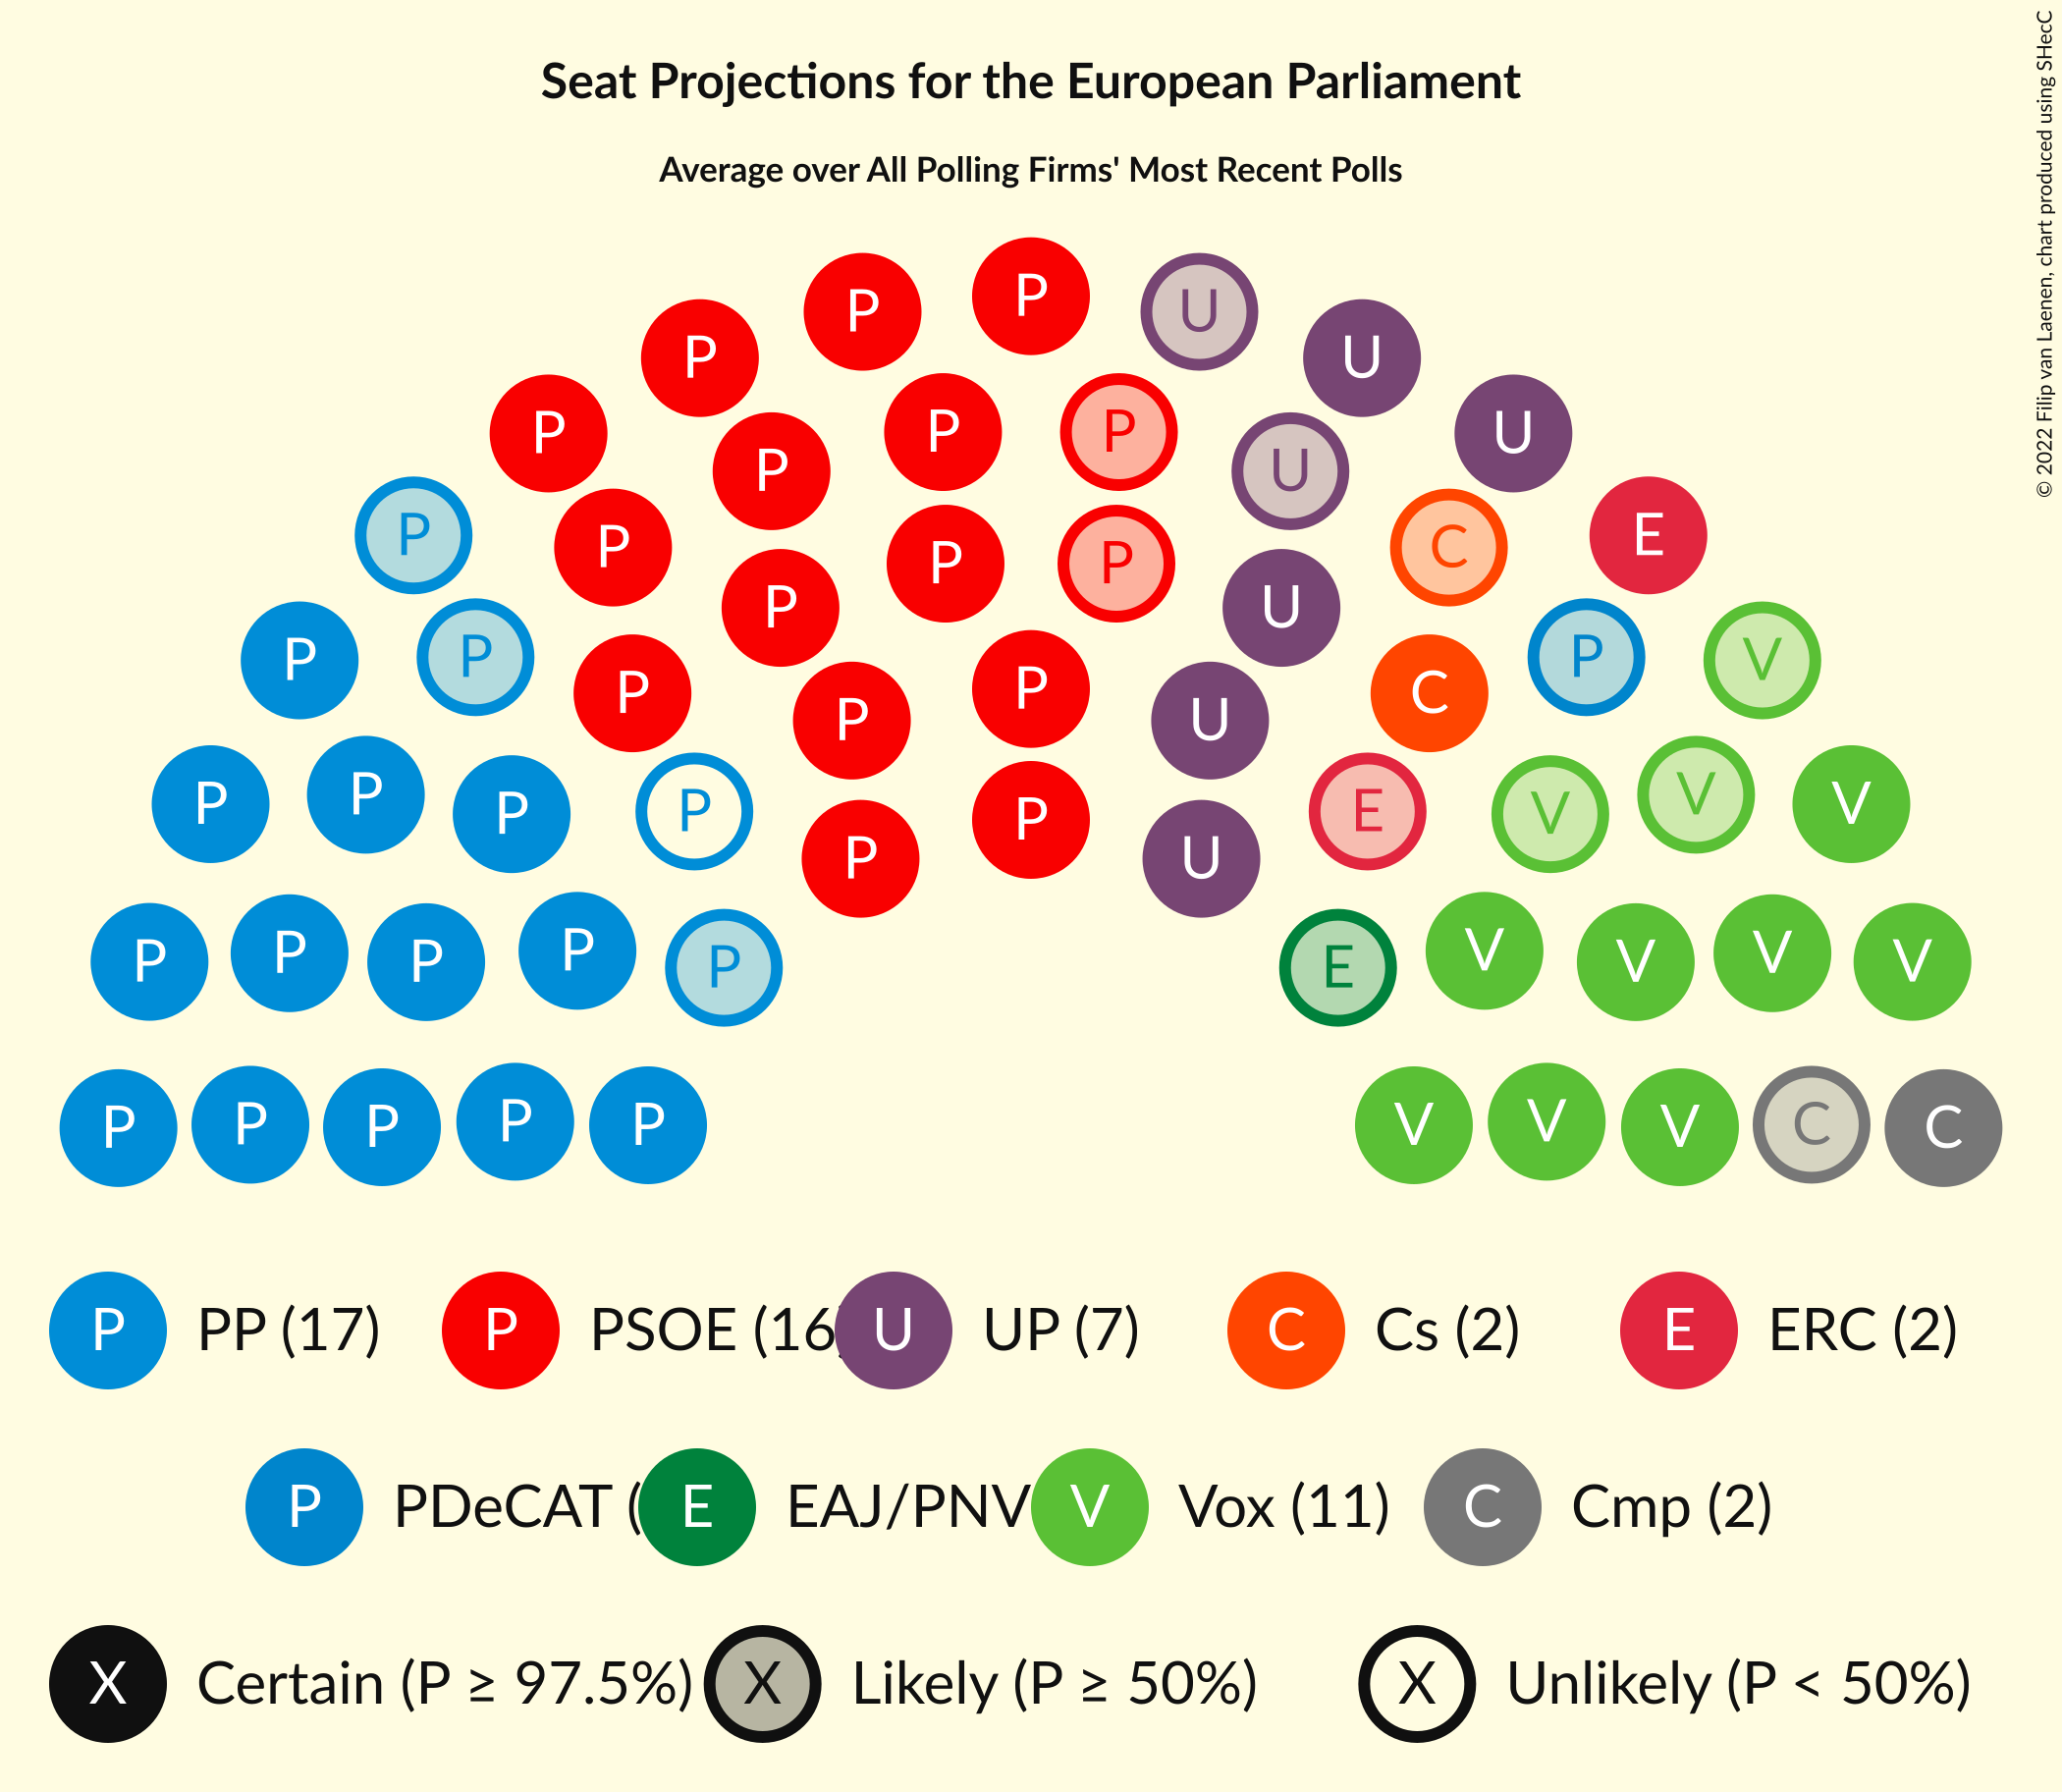 Seat Projections for the European Parliament
Average over All Polling Firms' Most Recent Polls
© 2022 Filip van Laenen, chart produced using SHecC
P
P U
P U
P P P U
P U
P E
P C
P P
P U
P P
P V
P P C
P U
P V
P V
P E
P V
P
P U
P P V V
P P V V
P E
P P P P P V V V C C
P PP (17) P PSOE (16 U UP (7) C Cs (2) E ERC (2)
P PDeCAT ( E EAJ/PNV V Vox (11) C Cmp (2)
X Certain (P ≥ 97.5%) X Likely (P ≥ 50%) X Unlikely (P < 50%)